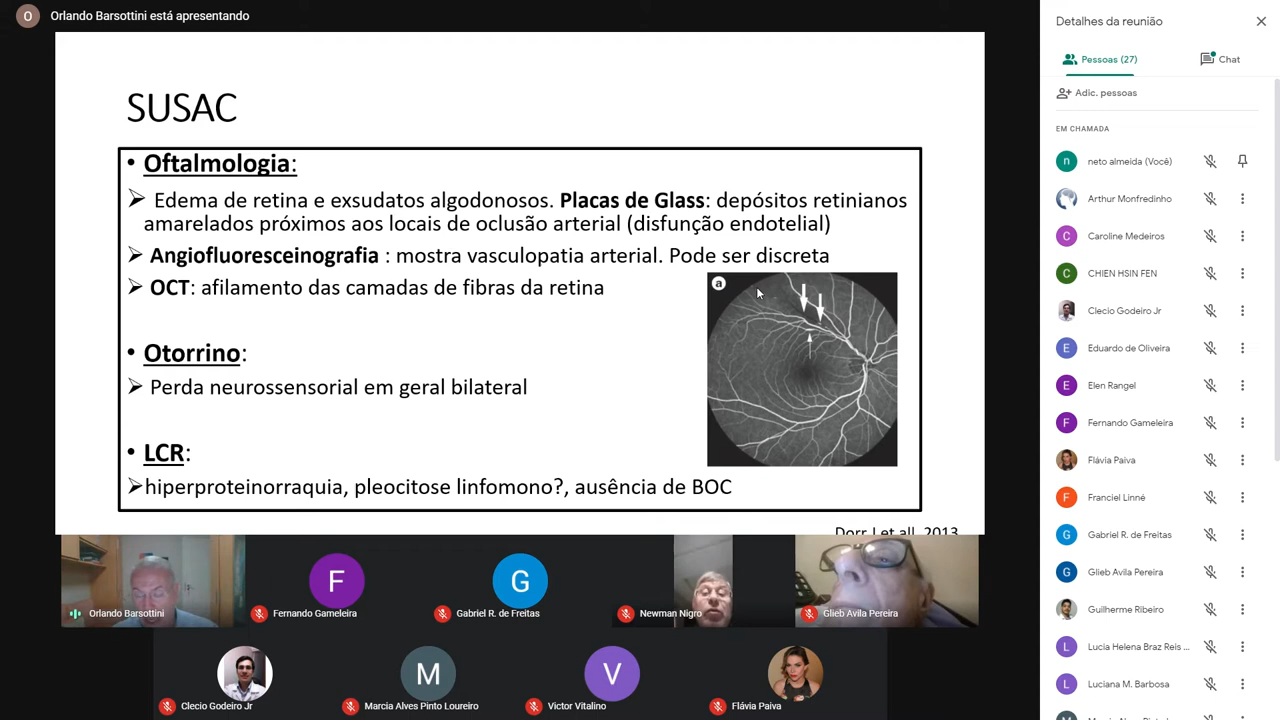 O
Orlando Barsottini está apresentando
SUSAC
• Oftalmologia:
➢ Edema de retina e exsudatos algodonosos. Placas de Glass: depósitos retinianos
amarelados próximos aos locais de oclusão arterial (disfunção endotelial)
➢ Angiofluoresceinografia : mostra vasculopatia arterial. Pode ser discreta
➢ OCT: afilamento das camadas de fibras da retina
a
• Otorrino:
➢ Perda neurossensorial em geral bilateral
• LCR:
➢hiperproteinorraquia, pleocitose linfomono?, ausência de BOC
Dorr J et all, 2013
Orlando Barsottini
F
Fernando Gameleira
G
Gabriel R. de Freitas
Newman Nigro
Glieb Avila Pereira
Clecio Godeiro Jr
M
Marcia Alves Pinto Loureiro
V
Victor Vitalino
Flávia Paiva
Detalhes da reunião
Pessoas (27)
Chat
Adic. pessoas
EM CHAMADA
n
neto almeida (Você)
Arthur Monfredinho
C
Caroline Medeiros
C
CHIEN HSIN FEN
Clecio Godeiro Jr
E
Eduardo de Oliveira
E
Elen Rangel
F
Fernando Gameleira
Flávia Paiva
F
Franciel Linné
G
Gabriel R. de Freitas
G
Glieb Avila Pereira
Guilherme Ribeiro
L
Lucia Helena Braz Reis ...
L
Luciana M. Barbosa